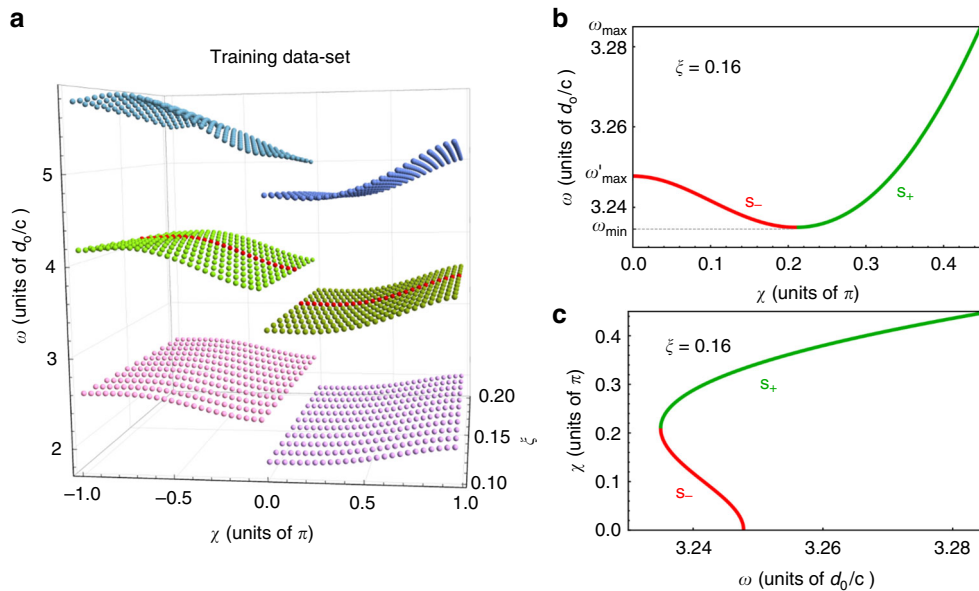 a
Training data-set
ω (units of dₒ/c)
5
4
3
2
–1.0
–0.5
0.0
0.5
1.0
χ (units of π)
0.20
0.15
0.10
ξ
b
ω (units of dₒ/c)
ωmax
3.28
3.26
ω'max
3.24
ωmin
ξ = 0.16
S₋
S₊
0.0
0.1
0.2
0.3
0.4
χ (units of π)
c
χ (units of π)
0.4
0.3
0.2
0.1
0.0
ξ = 0.16
S₊
S₋
3.24
3.26
3.28
ω (units of d₀/c)